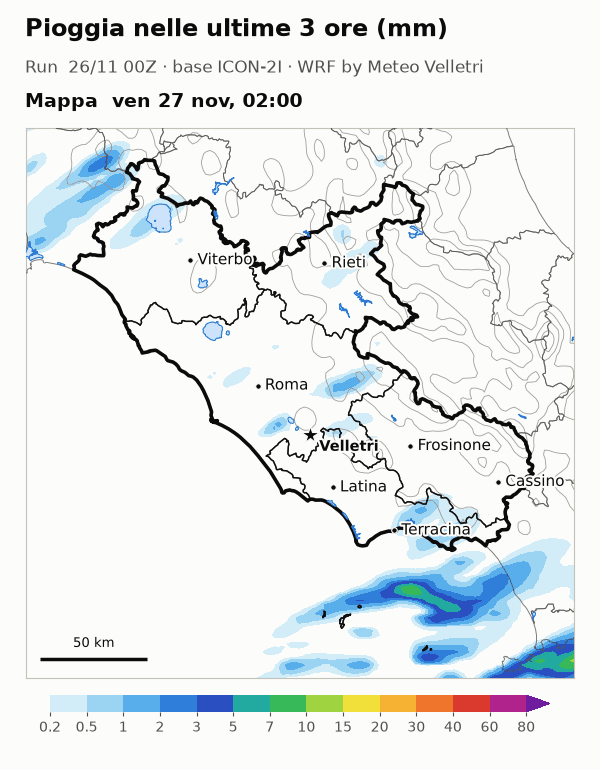 Pioggia nelle ultime 3 ore (mm)
Run  26/11 00Z · base ICON-2I · WRF by Meteo Velletri
Mappa  ven 27 nov, 02:00
Viterbo
Rieti
Roma
Velletri
Frosinone
Latina
Cassino
Terracina
50 km
0.2 0.5 1 2 3 5 7 10 15 20 30 40 60 80